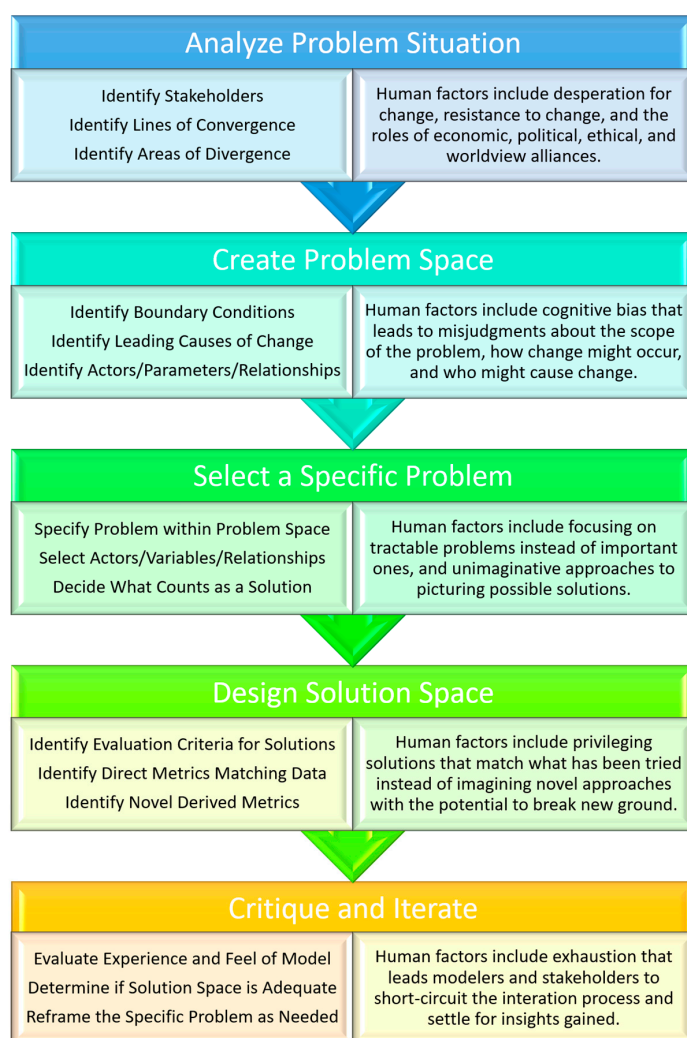 Analyze Problem Situation
Identify Stakeholders
Identify Lines of Convergence
Identify Areas of Divergence
Human factors include desperation for
change, resistance to change, and the
roles of economic, political, ethical, and
worldview alliances.
Create Problem Space
Identify Boundary Conditions
Identify Leading Causes of Change
Identify Actors/Parameters/Relationships
Human factors include cognitive bias that
leads to misjudgments about the scope
of the problem, how change might occur,
and who might cause change.
Select a Specific Problem
Specify Problem within Problem Space
Select Actors/Variables/Relationships
Decide What Counts as a Solution
Human factors include focusing on
tractable problems instead of important
ones, and unimaginative approaches to
picturing possible solutions.
Design Solution Space
Identify Evaluation Criteria for Solutions
Identify Direct Metrics Matching Data
Identify Novel Derived Metrics
Human factors include privileging
solutions that match what has been tried
instead of imagining novel approaches
with the potential to break new ground.
Critique and Iterate
Evaluate Experience and Feel of Model
Determine if Solution Space is Adequate
Reframe the Specific Problem as Needed
Human factors include exhaustion that
leads modelers and stakeholders to
short-circuit the interation process and
settle for insights gained.